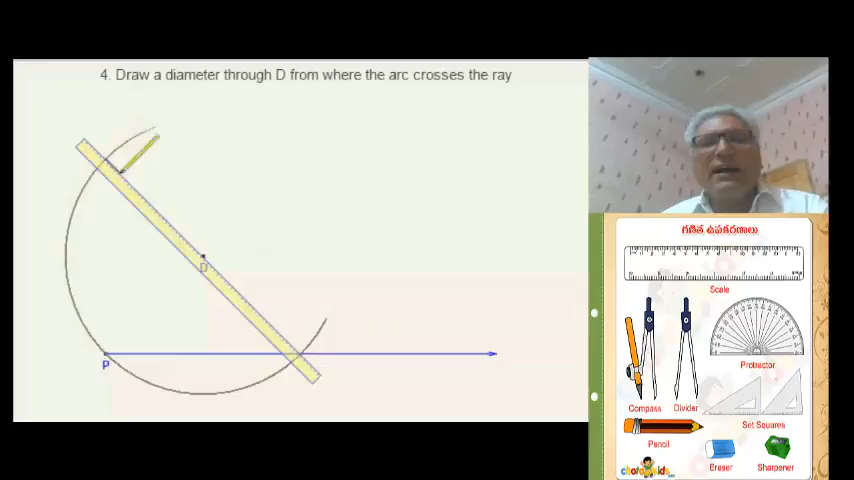 4. Draw a diameter through D from where the arc crosses the ray
D
P
గణిత ఉపకరణాలు
Scale
Protractor
Compass
Divider
Set Squares
Pencil
Eraser
Sharpener